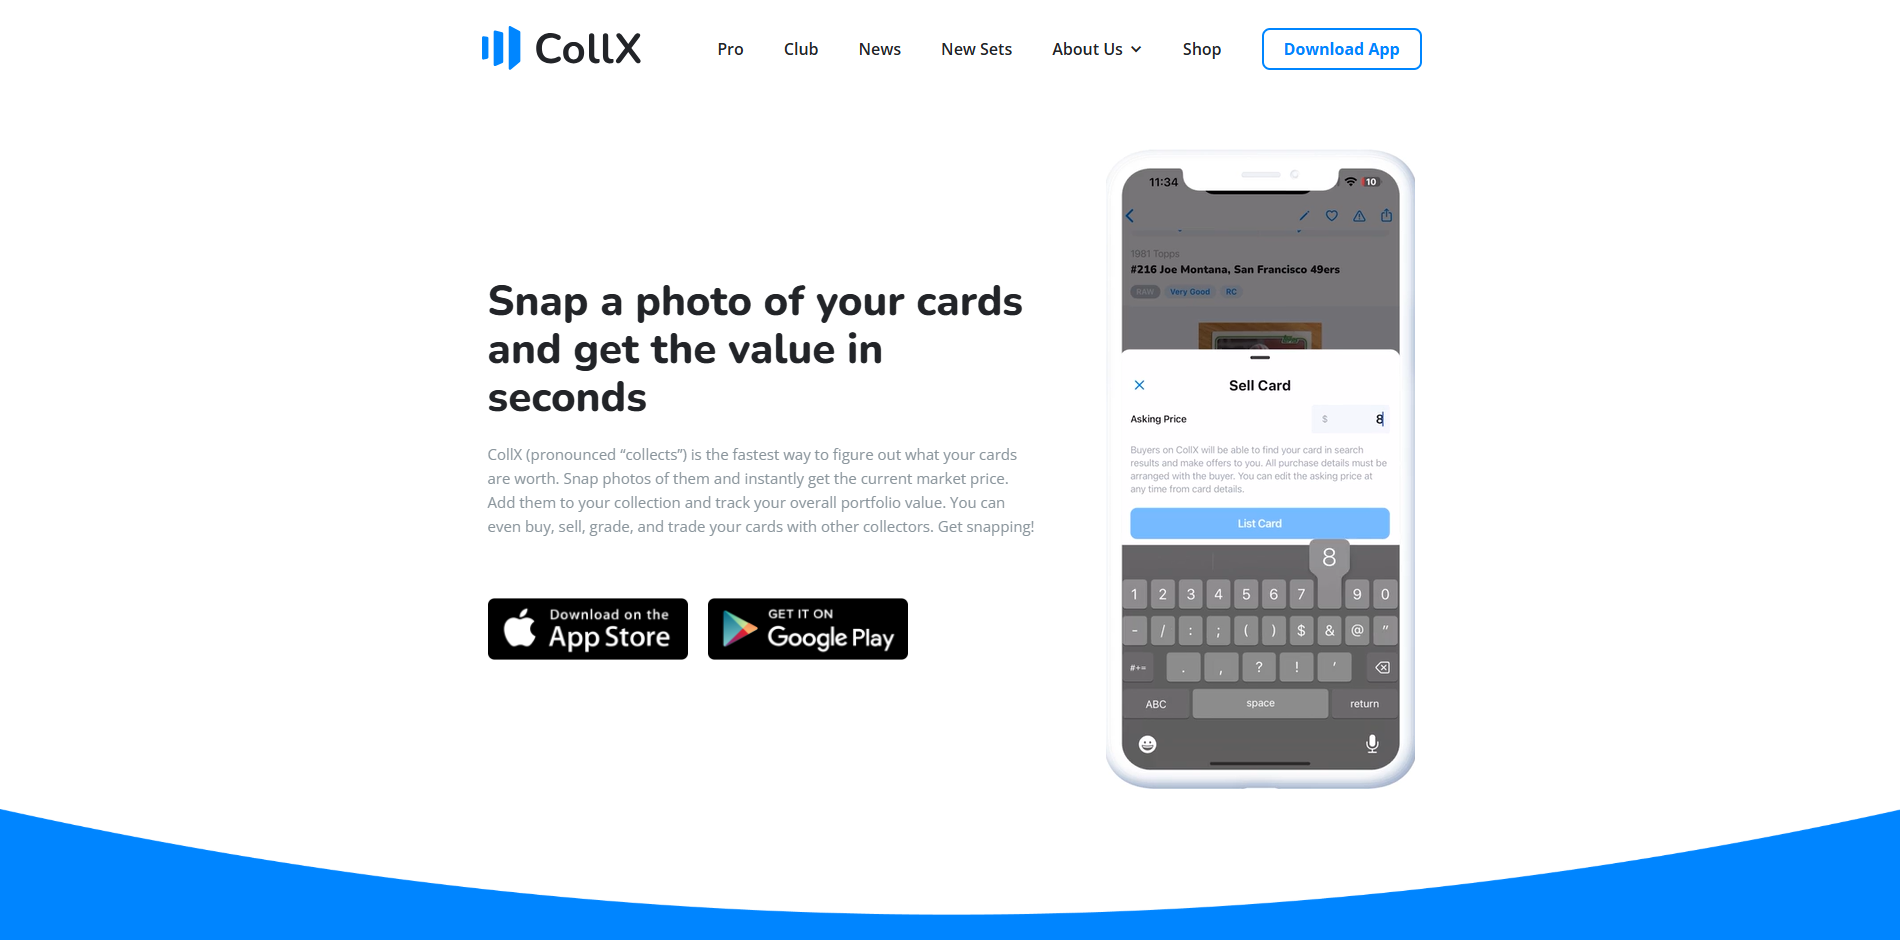 CollX
Pro Club News New Sets About Us Shop Download App
Snap a photo of your cards
and get the value in
seconds
CollX (pronounced “collects”) is the fastest way to figure out what your cards
are worth. Snap photos of them and instantly get the current market price.
Add them to your collection and track your overall portfolio value. You can
even buy, sell, grade, and trade your cards with other collectors. Get snapping!
Download on the
App Store
GET IT ON
Google Play
11:34 10
1981 Topps
#216 Joe Montana, San Francisco 49ers
RAW Very Good RC
Sell Card
Asking Price $ 8
Buyers on CollX will be able to find your card in search
results and make offers to you. All purchase details must be
arranged with the buyer. You can edit the asking price at
any time from card details.
List Card
8
1 2 3 4 5 6 7 9 0
- / : ; ( ) $ & @ "
#+= . , ? ! '
ABC space return